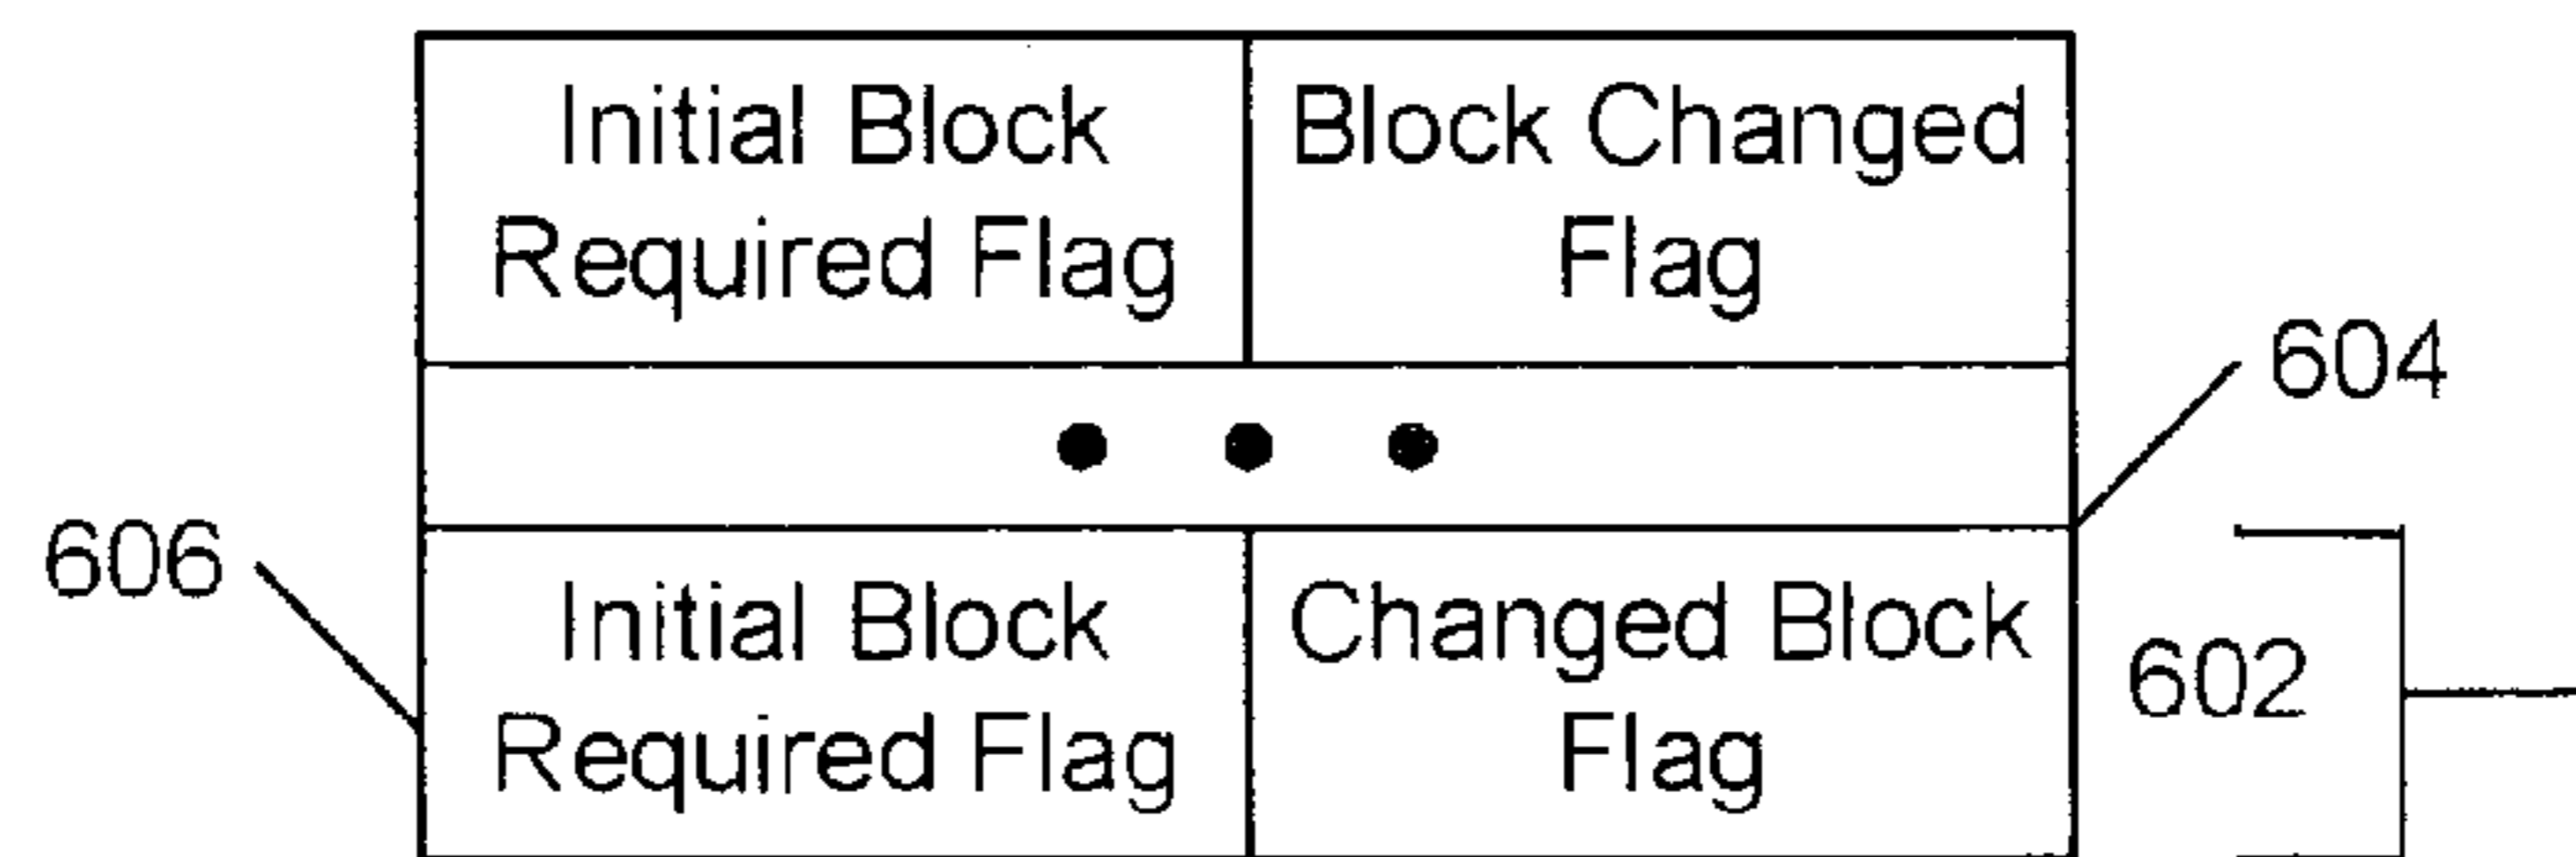 Initial Block
Required Flag
Block Changed
Flag
604
• • •
606
Initial Block
Required Flag
Changed Block
Flag
602